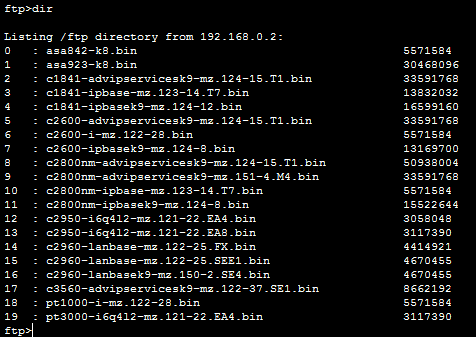 ftp>dir
Listing /ftp directory from 192.168.0.2:
0   : asa842-k8.bin                                     5571584
1   : asa923-k8.bin                                     30468096
2   : c1841-advipservicesk9-mz.124-15.T1.bin            33591768
3   : c1841-ipbase-mz.123-14.T7.bin                     13832032
4   : c1841-ipbasek9-mz.124-12.bin                      16599160
5   : c2600-advipservicesk9-mz.124-15.T1.bin            33591768
6   : c2600-i-mz.122-28.bin                             5571584
7   : c2600-ipbasek9-mz.124-8.bin                       13169700
8   : c2800nm-advipservicesk9-mz.124-15.T1.bin          50938004
9   : c2800nm-advipservicesk9-mz.151-4.M4.bin           33591768
10  : c2800nm-ipbase-mz.123-14.T7.bin                   5571584
11  : c2800nm-ipbasek9-mz.124-8.bin                     15522644
12  : c2950-i6q4l2-mz.121-22.EA4.bin                    3058048
13  : c2950-i6q4l2-mz.121-22.EA8.bin                    3117390
14  : c2960-lanbase-mz.122-25.FX.bin                    4414921
15  : c2960-lanbase-mz.122-25.SEE1.bin                  4670455
16  : c2960-lanbasek9-mz.150-2.SE4.bin                  4670455
17  : c3560-advipservicesk9-mz.122-37.SE1.bin           8662192
18  : pt1000-i-mz.122-28.bin                            5571584
19  : pt3000-i6q4l2-mz.121-22.EA4.bin                   3117390
ftp>